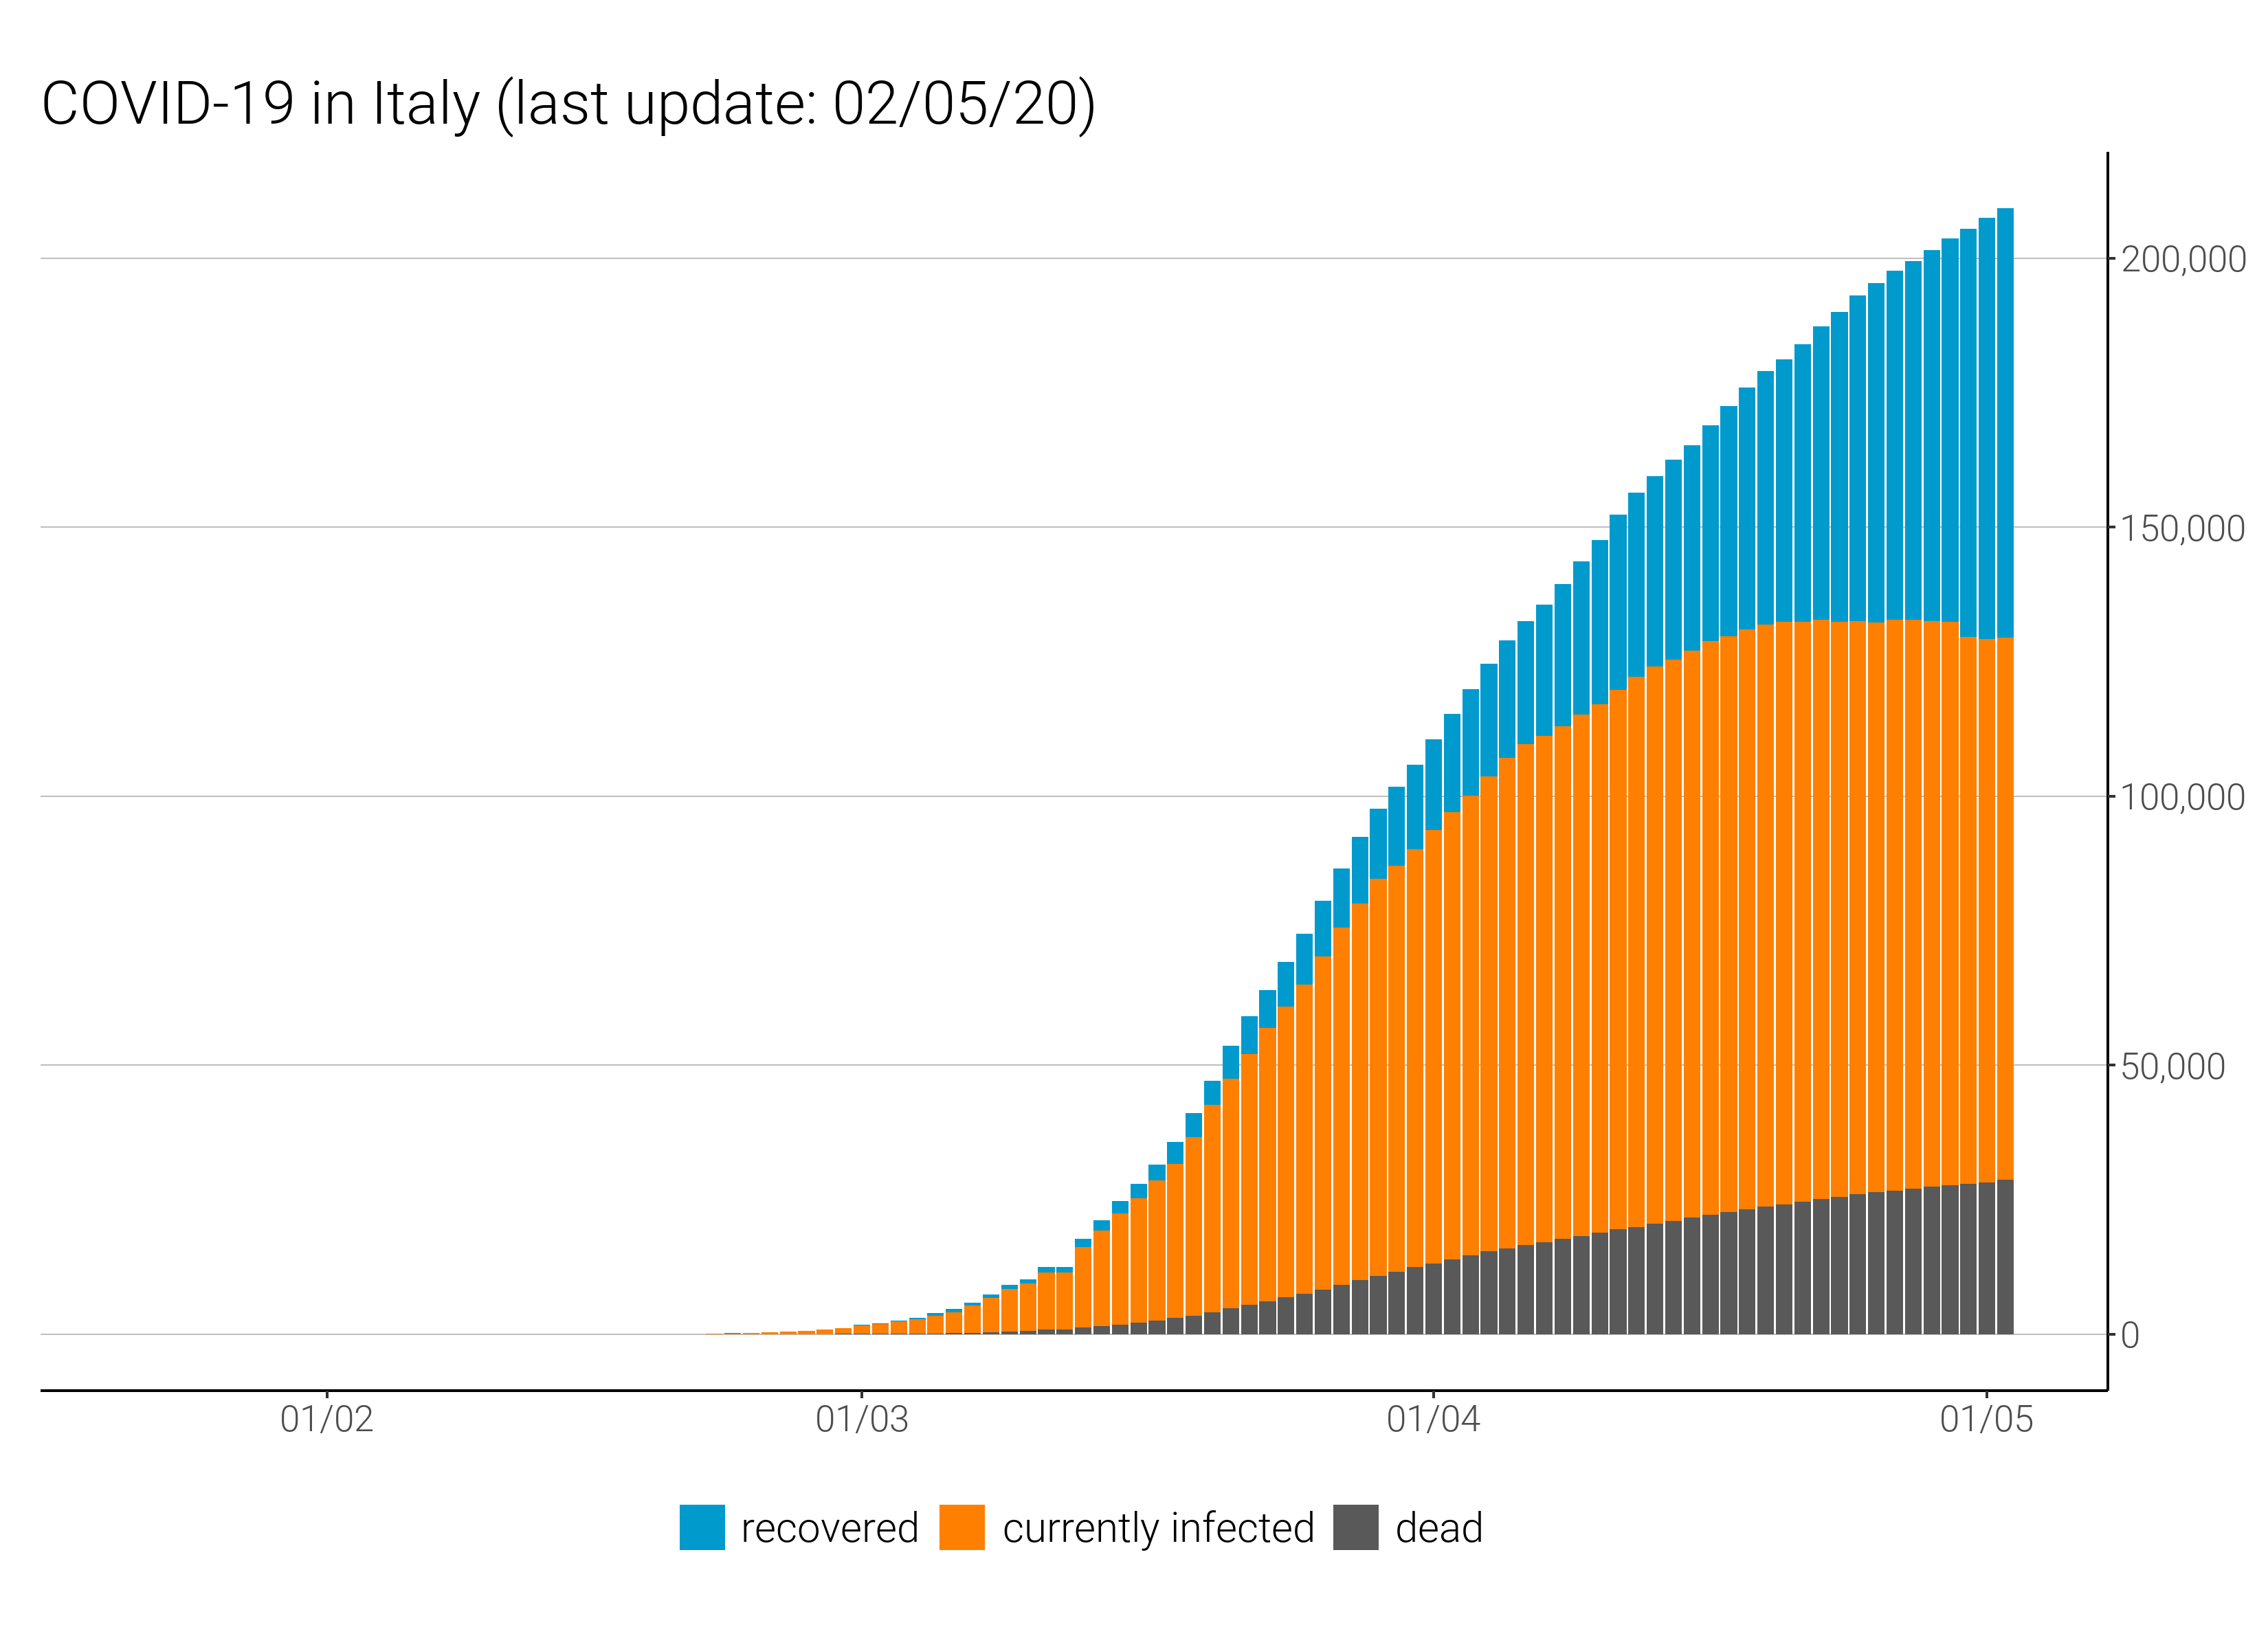 COVID-19 in Italy (last update: 02/05/20)
200,000
150,000
100,000
50,000
0
01/02 01/03 01/04 01/05
recovered currently infected dead